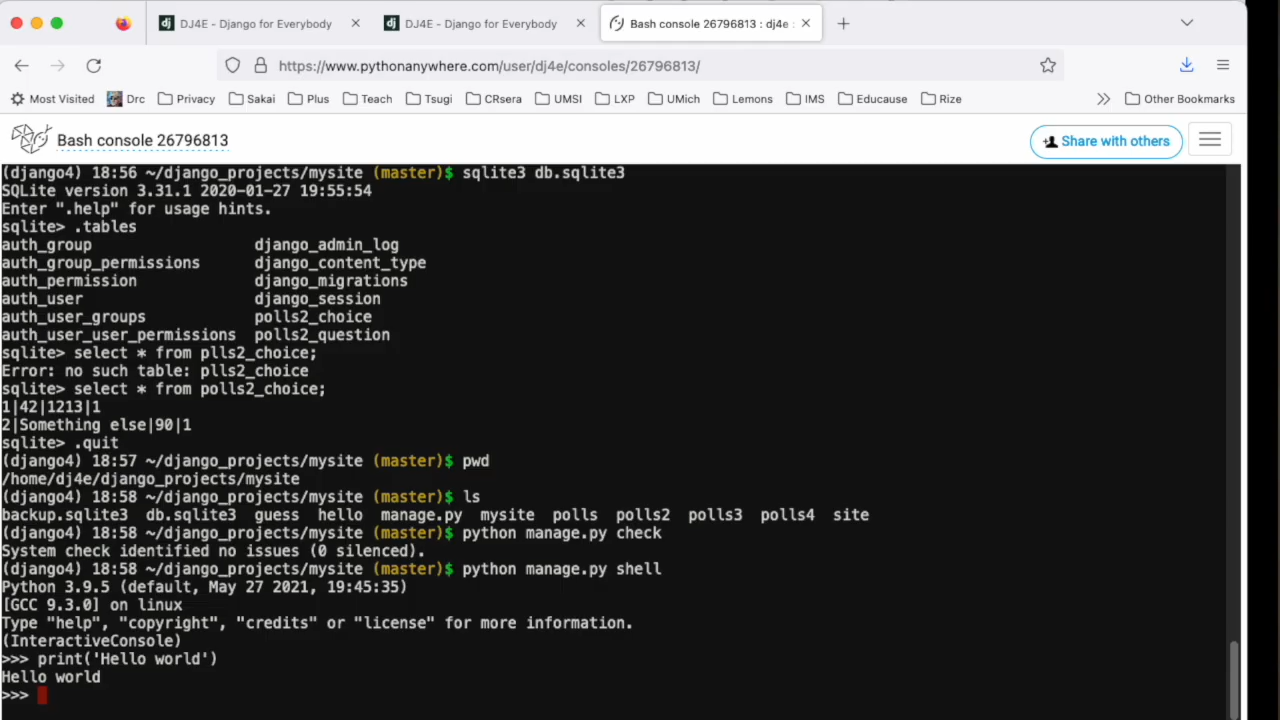 DJ4E - Django for Everybody
DJ4E - Django for Everybody
Bash console 26796813 : dj4e :
https://www.pythonanywhere.com/user/dj4e/consoles/26796813/
Most Visited Drc Privacy Sakai Plus Teach Tsugi CRsera UMSI LXP UMich Lemons IMS Educause Rize Other Bookmarks
Bash console 26796813
Share with others
(django4) 18:56 ~/django_projects/mysite (master)$ sqlite3 db.sqlite3
SQLite version 3.31.1 2020-01-27 19:55:54
Enter ".help" for usage hints.
sqlite> .tables
auth_group django_admin_log
auth_group_permissions django_content_type
auth_permission django_migrations
auth_user django_session
auth_user_groups polls2_choice
auth_user_user_permissions polls2_question
sqlite> select * from plls2_choice;
Error: no such table: plls2_choice
sqlite> select * from polls2_choice;
1|42|1213|1
2|Something else|90|1
sqlite> .quit
(django4) 18:57 ~/django_projects/mysite (master)$ pwd
/home/dj4e/django_projects/mysite
(django4) 18:58 ~/django_projects/mysite (master)$ ls
backup.sqlite3 db.sqlite3 guess hello manage.py mysite polls polls2 polls3 polls4 site
(django4) 18:58 ~/django_projects/mysite (master)$ python manage.py check
System check identified no issues (0 silenced).
(django4) 18:58 ~/django_projects/mysite (master)$ python manage.py shell
Python 3.9.5 (default, May 27 2021, 19:45:35)
[GCC 9.3.0] on linux
Type "help", "copyright", "credits" or "license" for more information.
(InteractiveConsole)
>>> print('Hello world')
Hello world
>>>